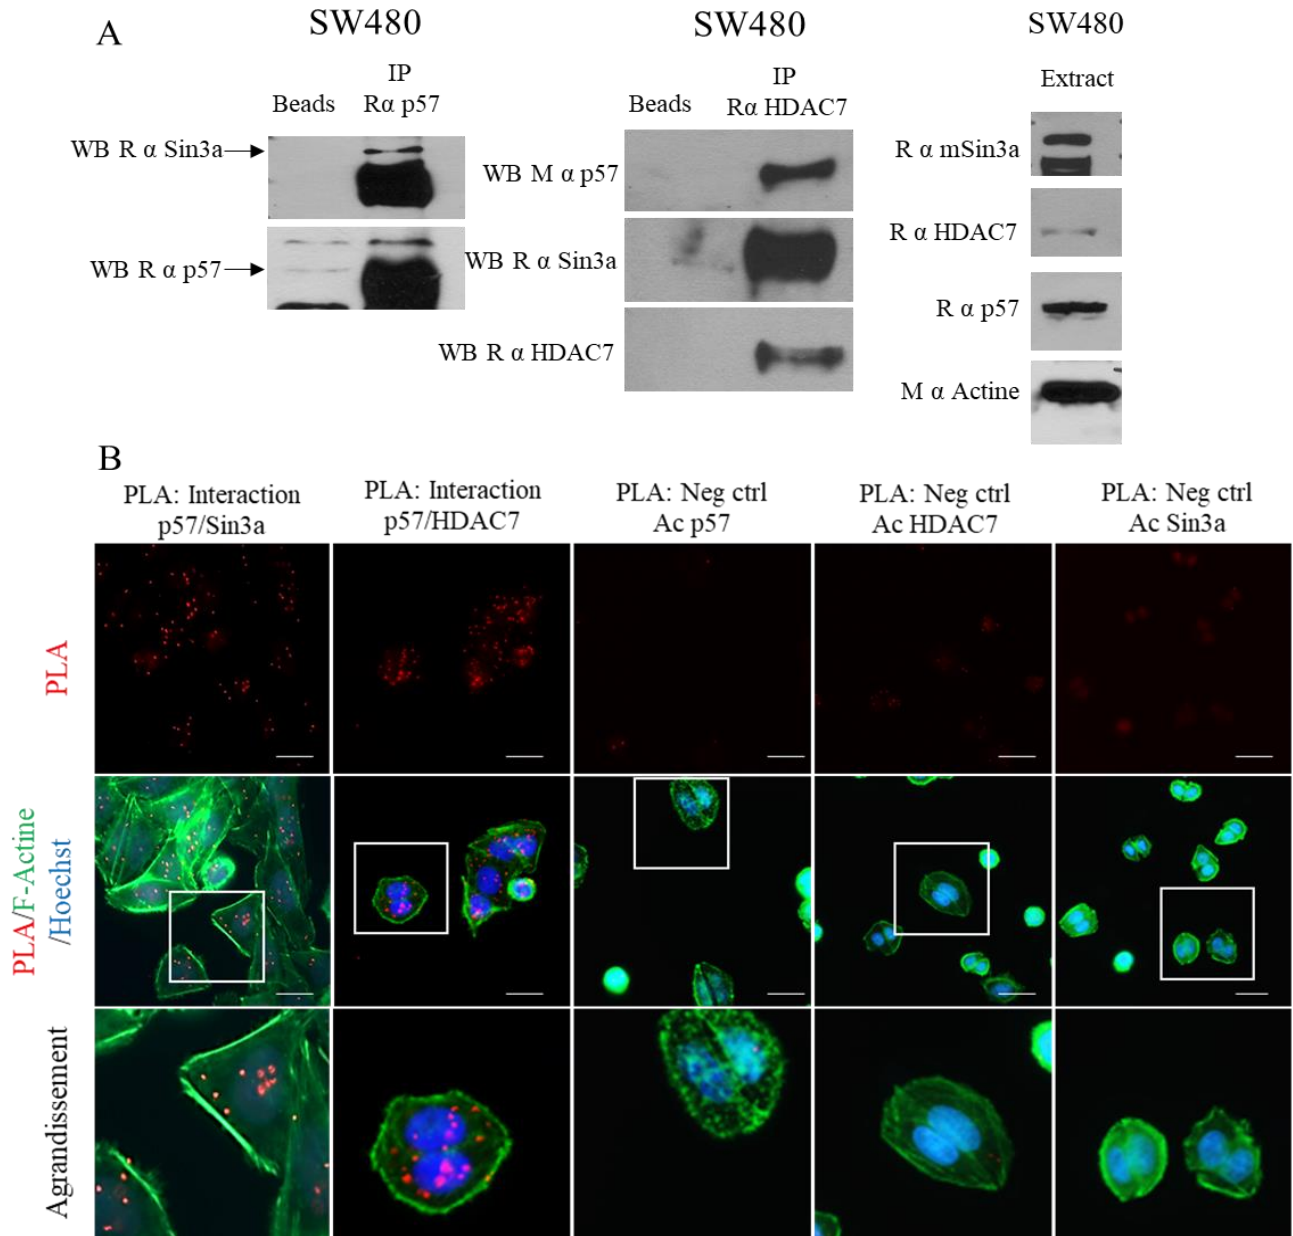 A
SW480
SW480
SW480
IP
Beads
Rα p57
IP
Beads
Rα HDAC7
Extract
WB R α Sin3a
WB R α p57
WB M α p57
WB R α Sin3a
WB R α HDAC7
R α mSin3a
R α HDAC7
R α p57
M α Actine
B
PLA: Interaction
p57/Sin3a
PLA: Interaction
p57/HDAC7
PLA: Neg ctrl
Ac p57
PLA: Neg ctrl
Ac HDAC7
PLA: Neg ctrl
Ac Sin3a
PLA
PLA/F-Actine
/Hoechst
Agrandissement